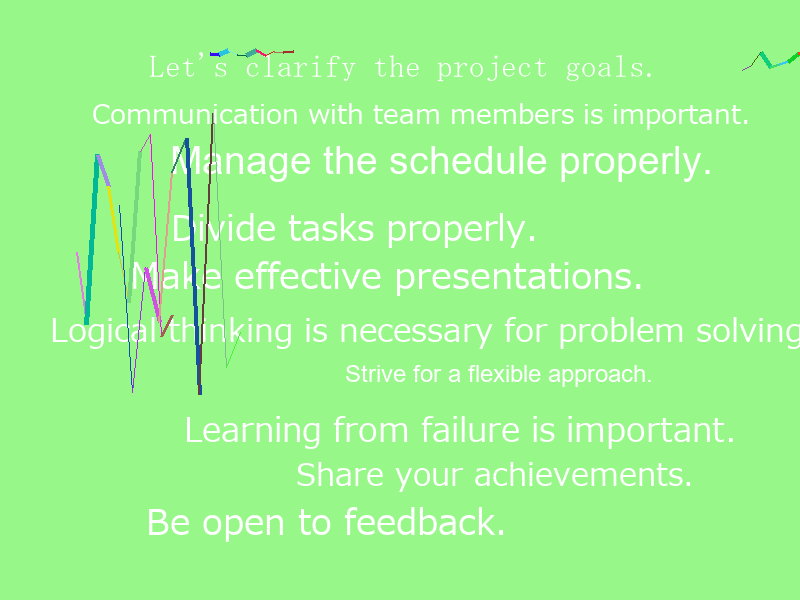 Let's clarify the project goals.
Communication with team members is important.
Manage the schedule properly.
Divide tasks properly.
Make effective presentations.
Logical thinking is necessary for problem solving
Strive for a flexible approach.
Learning from failure is important.
Share your achievements.
Be open to feedback.